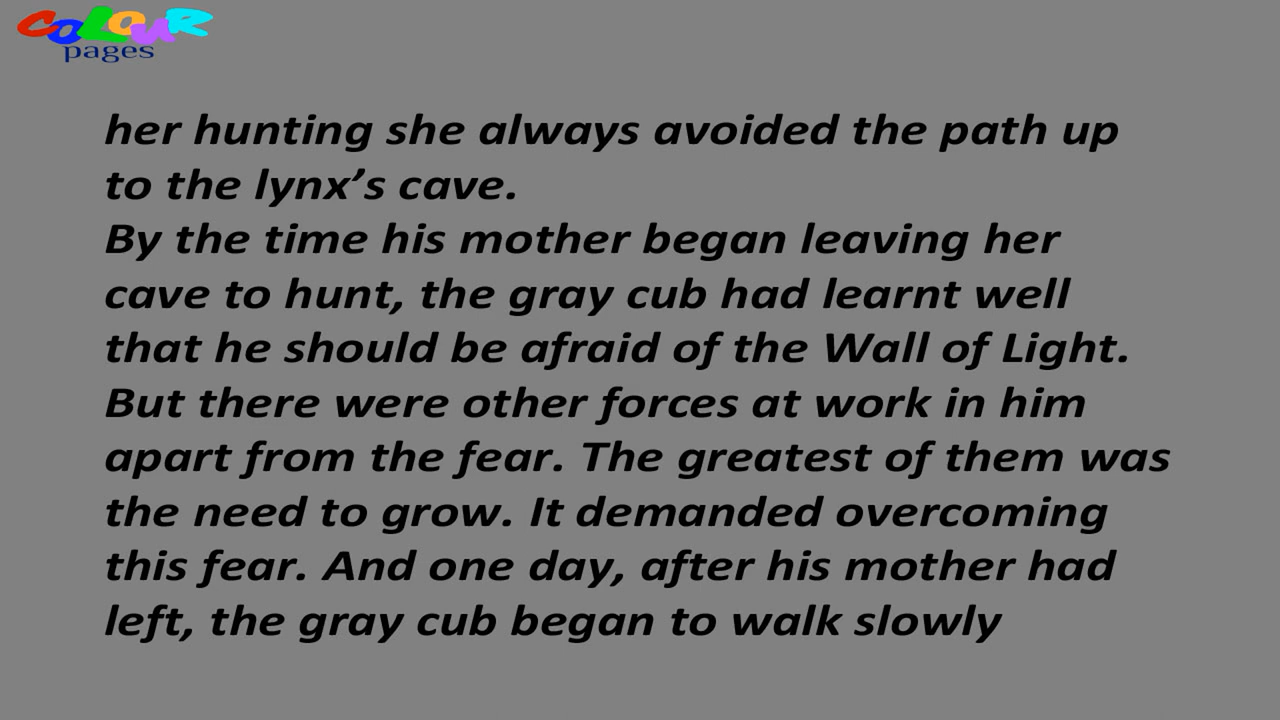 COLOUR
pages
her hunting she always avoided the path up
to the lynx’s cave.
By the time his mother began leaving her
cave to hunt, the gray cub had learnt well
that he should be afraid of the Wall of Light.
But there were other forces at work in him
apart from the fear. The greatest of them was
the need to grow. It demanded overcoming
this fear. And one day, after his mother had
left, the gray cub began to walk slowly